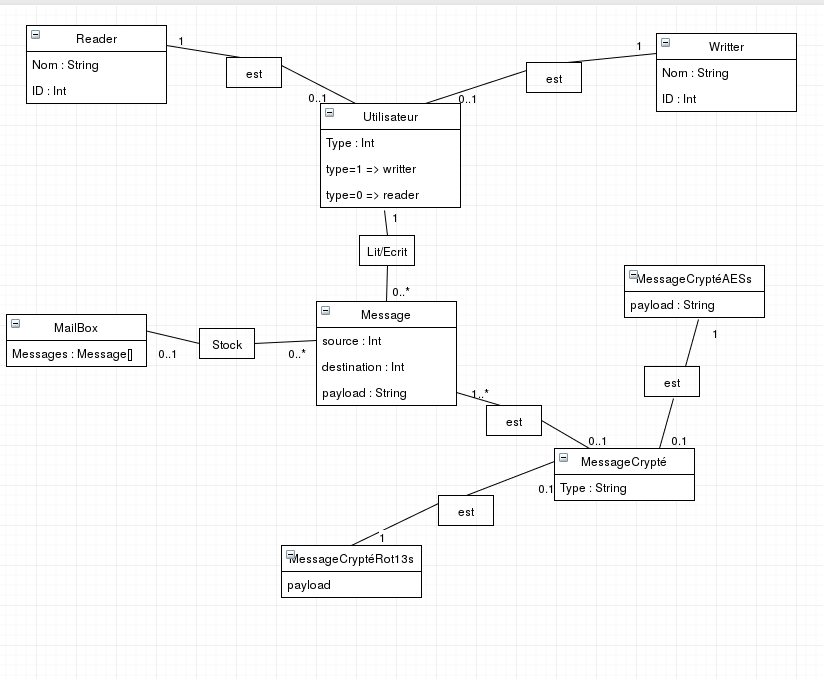 Reader
Nom : String
ID : Int
1
est
0..1
1
est
0..1
Writter
Nom : String
ID : Int
Utilisateur
Type : Int
type=1 => writter
type=0 => reader
1
Lit/Ecrit
0..*
MessageCryptéAESs
payload : String
1
est
0.1
MailBox
Messages : Message[]
0..1
Stock
0..*
Message
source : Int
destination : Int
payload : String
1..*
est
0..1
MessageCrypté
Type : String
0.1
est
1
MessageCryptéRot13s
payload